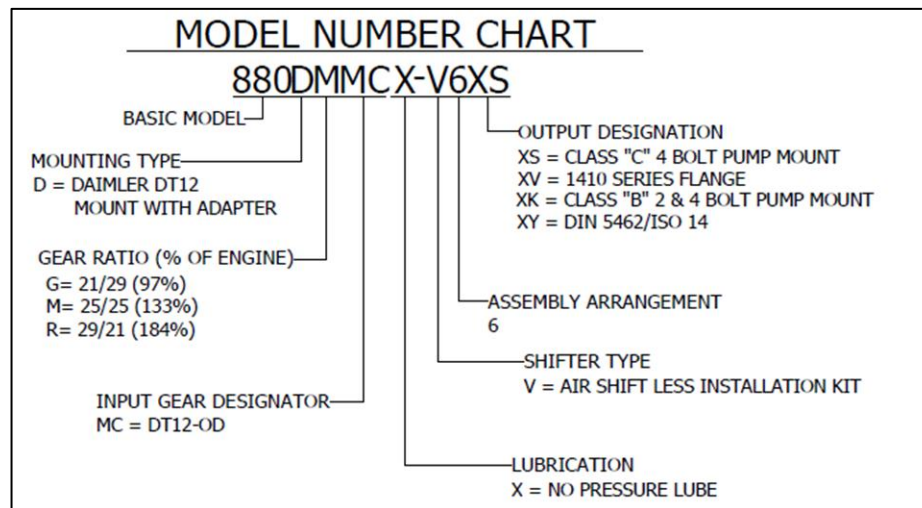 MODEL NUMBER CHART
880DMMCX-V6XS
BASIC MODEL
MOUNTING TYPE
D = DAIMLER DT12
MOUNT WITH ADAPTER
GEAR RATIO (% OF ENGINE)
G= 21/29 (97%)
M= 25/25 (133%)
R= 29/21 (184%)
INPUT GEAR DESIGNATOR
MC = DT12-OD
OUTPUT DESIGNATION
XS = CLASS "C" 4 BOLT PUMP MOUNT
XV = 1410 SERIES FLANGE
XK = CLASS "B" 2 & 4 BOLT PUMP MOUNT
XY = DIN 5462/ISO 14
ASSEMBLY ARRANGEMENT
6
SHIFTER TYPE
V = AIR SHIFT LESS INSTALLATION KIT
LUBRICATION
X = NO PRESSURE LUBE